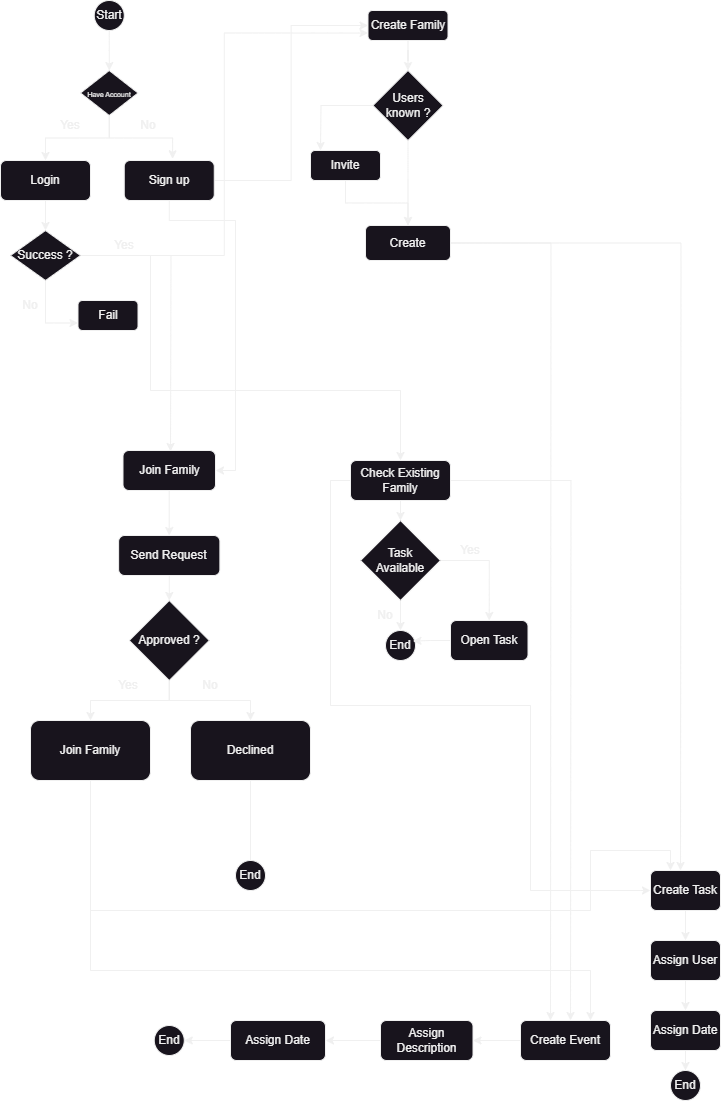 Start
Create Family
Have Account
Users
known ?
Yes
No
Invite
Login
Sign up
Create
Success ?
Yes
No
Fail
Join Family
Check Existing
Family
Send Request
Task
Available
Yes
No
End
Open Task
Approved ?
Yes
No
Join Family
Declined
End
Create Task
Assign User
Assign Date
End
Create Event
Assign
Description
Assign Date
End